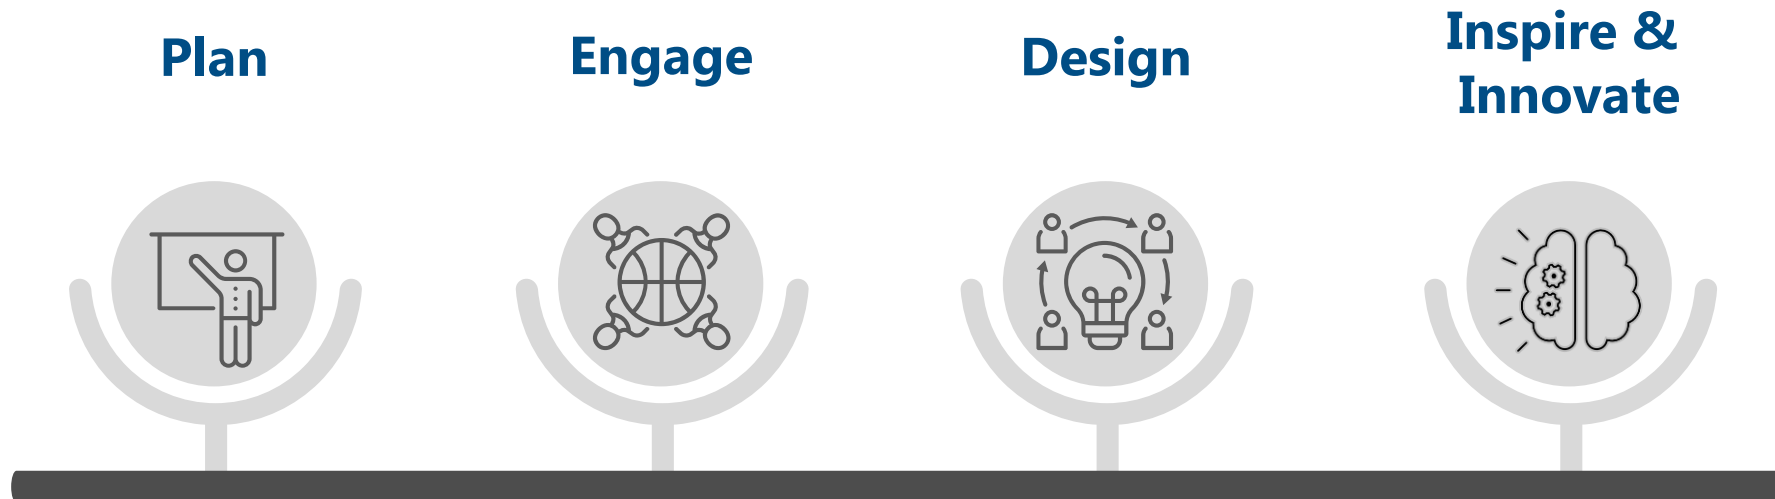 Plan
Engage
Design
Inspire &
Innovate